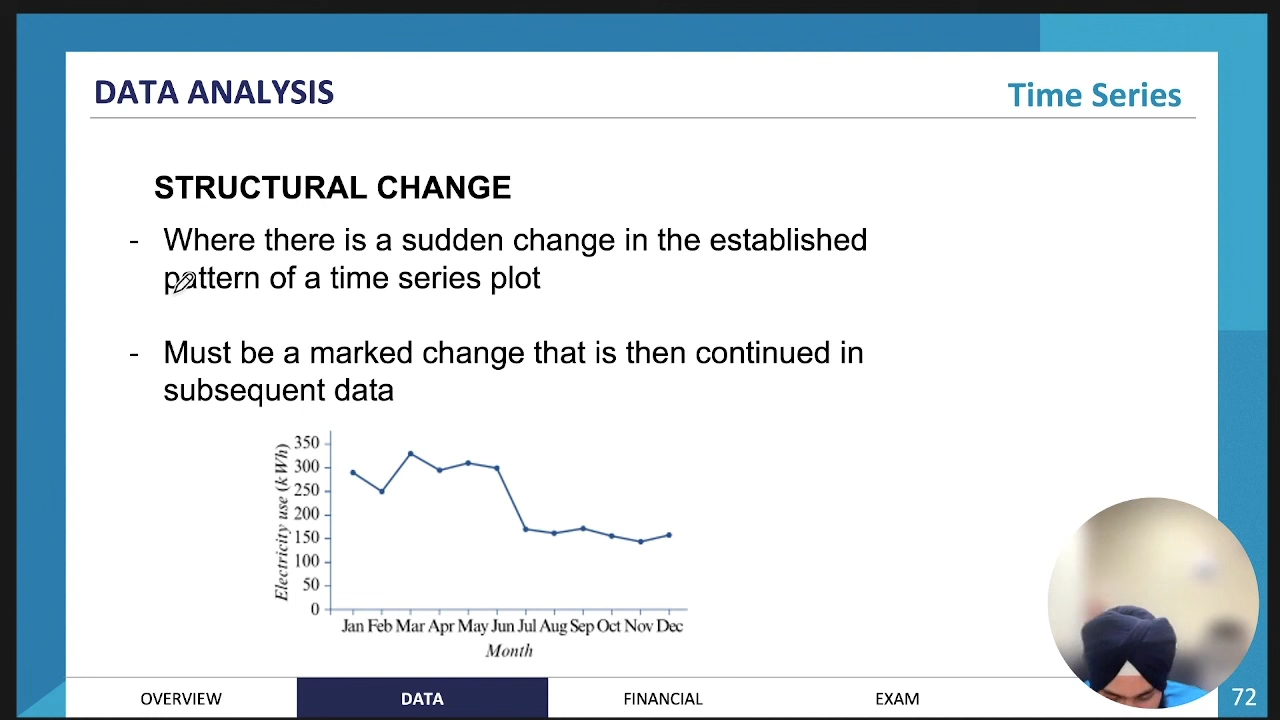 DATA ANALYSIS
Time Series
STRUCTURAL CHANGE
- Where there is a sudden change in the established
pattern of a time series plot
- Must be a marked change that is then continued in
subsequent data
Electricity use (kWh)
350
300
250
200
150
100
50
0
Jan Feb Mar Apr May Jun Jul Aug Sep Oct Nov Dec
Month
OVERVIEW DATA FINANCIAL EXAM 72